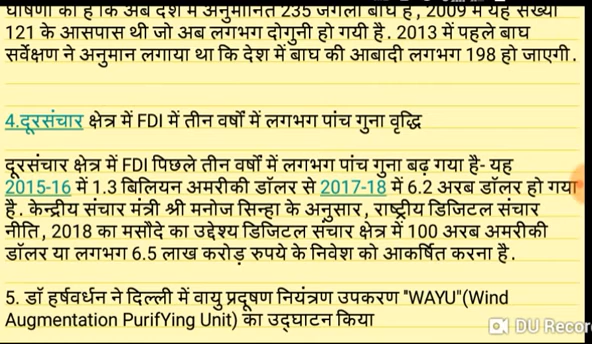 घोषणा की है कि अब देश में अनुमानित 235 जंगली बाघ हैं, 2009 में यह संख्या
121 के आसपास थी जो अब लगभग दोगुनी हो गयी है. 2013 में पहले बाघ
सर्वेक्षण ने अनुमान लगाया था कि देश में बाघ की आबादी लगभग 198 हो जाएगी.
4.दूरसंचार क्षेत्र में FDI में तीन वर्षों में लगभग पांच गुना वृद्धि
दूरसंचार क्षेत्र में FDI पिछले तीन वर्षों में लगभग पांच गुना बढ़ गया है- यह
2015-16 में 1.3 बिलियन अमरीकी डॉलर से 2017-18 में 6.2 अरब डॉलर हो गया
है. केन्द्रीय संचार मंत्री श्री मनोज सिन्हा के अनुसार, राष्ट्रीय डिजिटल संचार
नीति, 2018 का मसौदे का उद्देश्य डिजिटल संचार क्षेत्र में 100 अरब अमरीकी
डॉलर या लगभग 6.5 लाख करोड़ रुपये के निवेश को आकर्षित करना है.
5. डॉ हर्षवर्धन ने दिल्ली में वायु प्रदूषण नियंत्रण उपकरण "WAYU"(Wind
Augmentation PurifYing Unit) का उद्घाटन किया
DU Recor